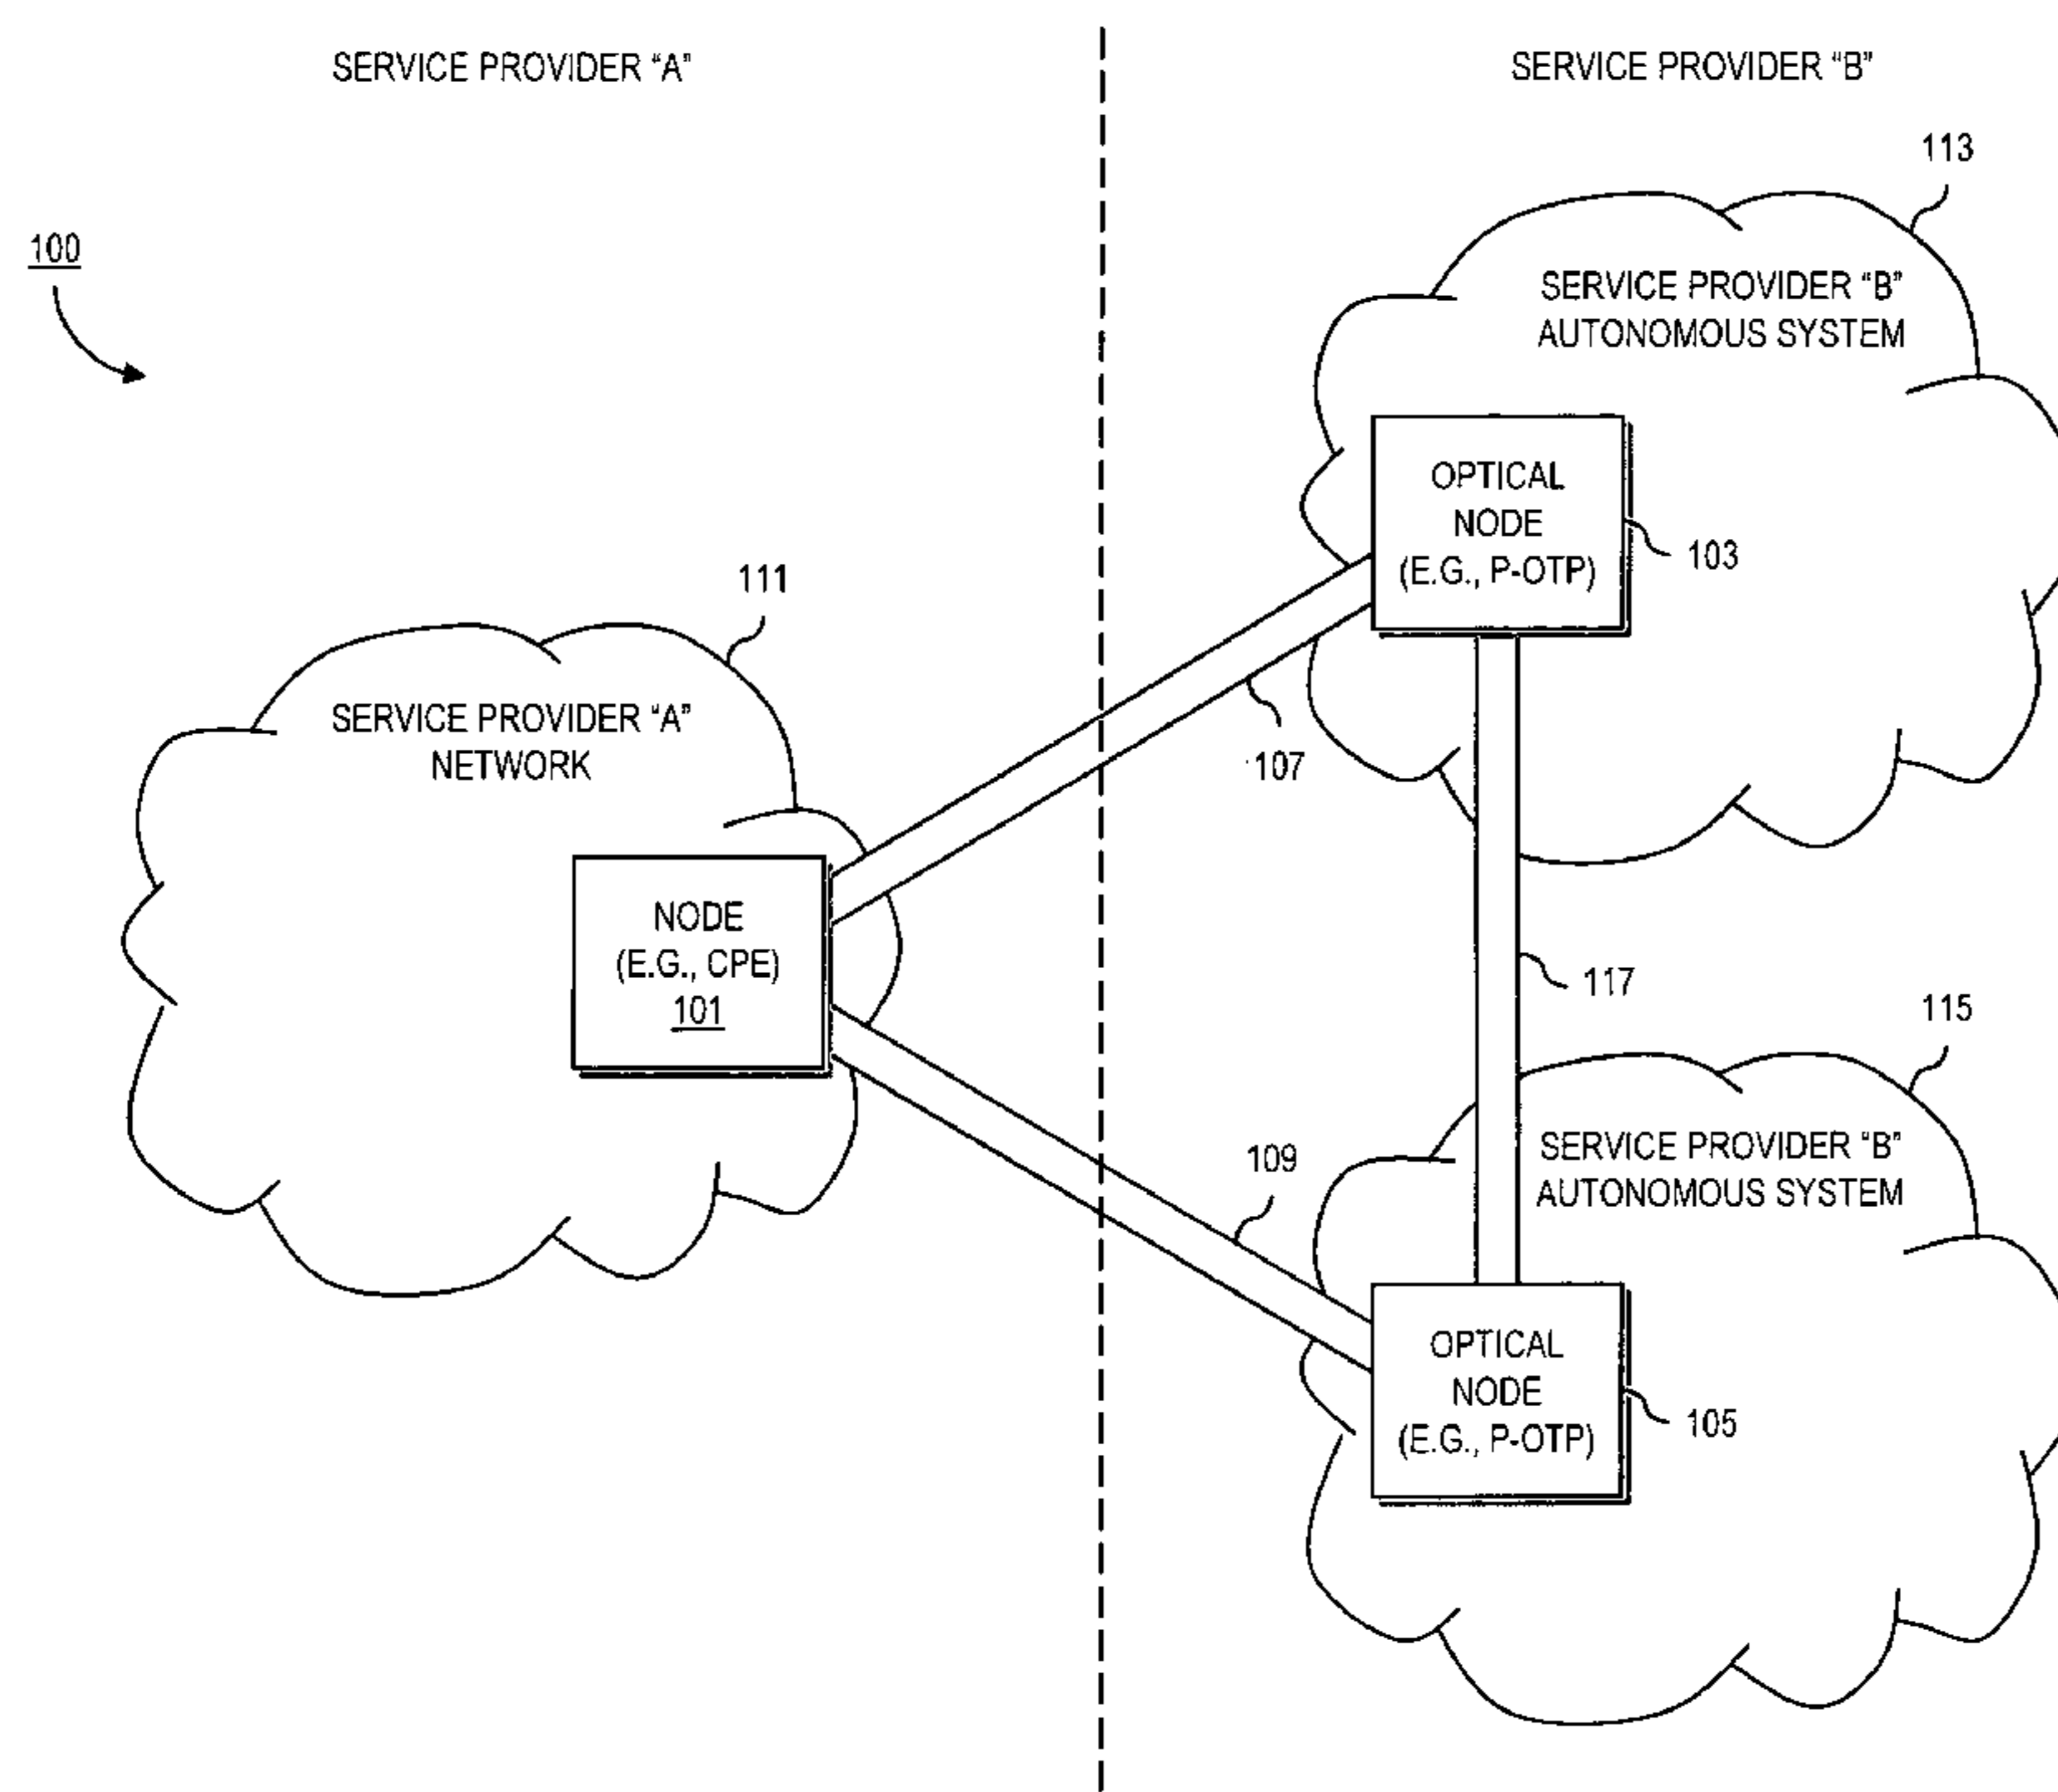 SERVICE PROVIDER "A"
SERVICE PROVIDER "B"
100
113
SERVICE PROVIDER "B"
AUTONOMOUS SYSTEM
OPTICAL
NODE
(E.G., P-OTP)
103
111
SERVICE PROVIDER "A"
NETWORK
107
NODE
(E.G., CPE)
101
117
115
109
SERVICE PROVIDER "B"
AUTONOMOUS SYSTEM
OPTICAL
NODE
(E.G., P-OTP)
105